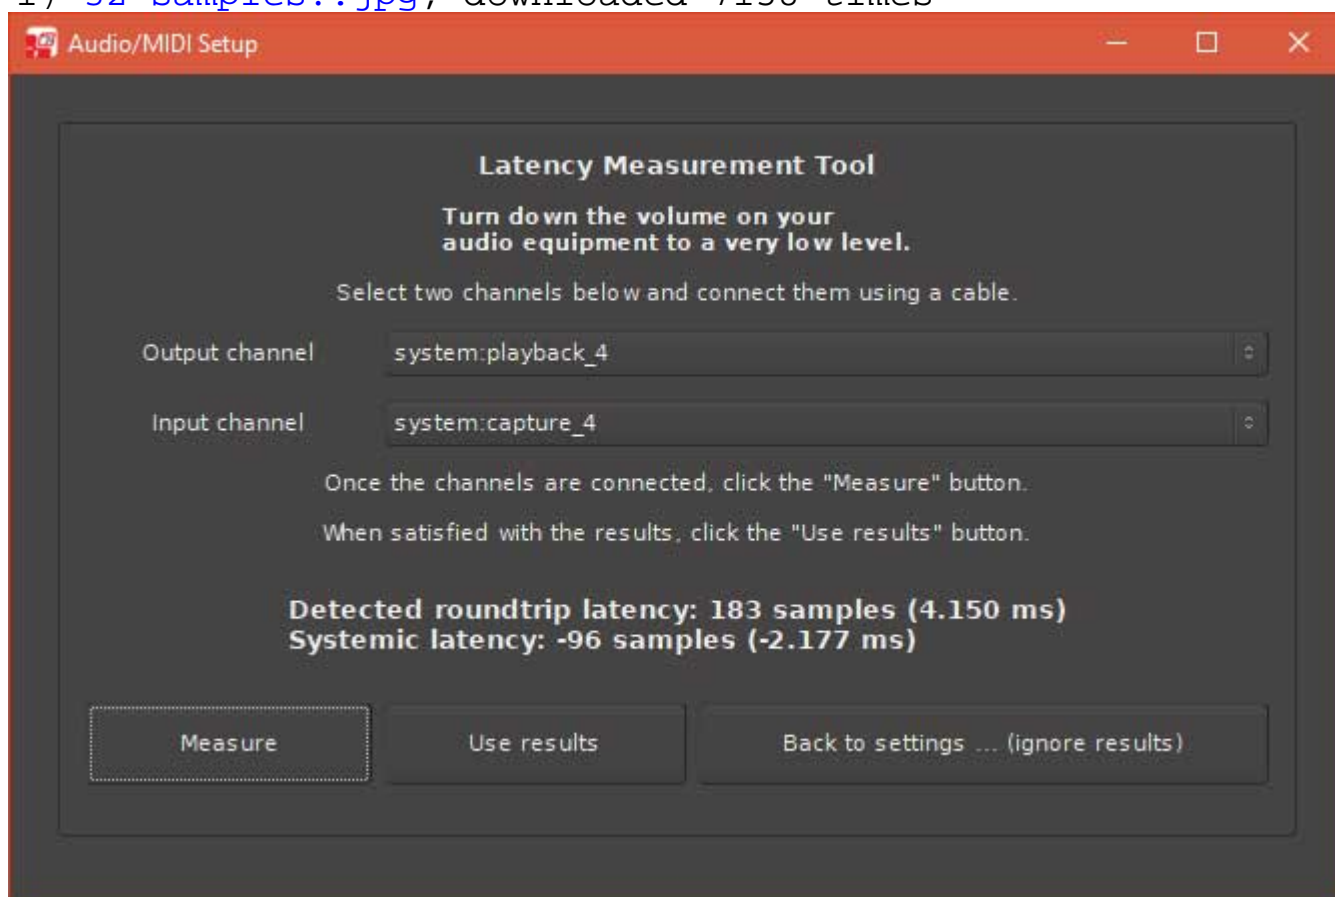 Audio/MIDI Setup
Latency Measurement Tool
Turn down the volume on your
audio equipment to a very low level.
Select two channels below and connect them using a cable.
Output channel system:playback_4
Input channel system:capture_4
Once the channels are connected, click the "Measure" button.
When satisfied with the results, click the "Use results" button.
Detected roundtrip latency: 183 samples (4.150 ms)
Systemic latency: -96 samples (-2.177 ms)
Measure Use results Back to settings ... (ignore results)